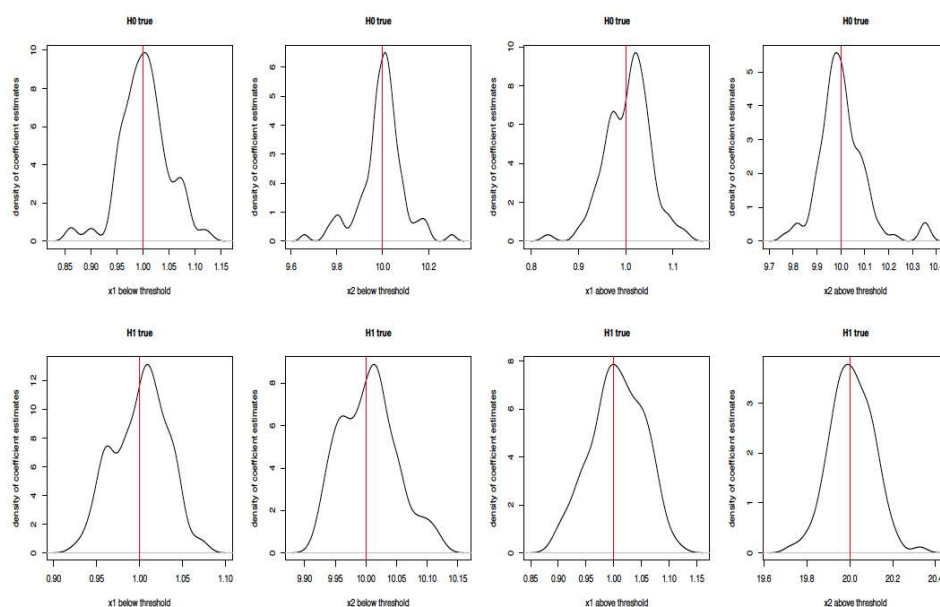 H0 true
H0 true
H0 true
H0 true
density of coefficient estimates
0 2 4 6 8 10
0.85 0.90 0.95 1.00 1.05 1.10 1.15
x1 below threshold
density of coefficient estimates
0 1 2 3 4 5 6
9.6 9.8 10.0 10.2
x2 below threshold
density of coefficient estimates
0 2 4 6 8 10
0.8 0.9 1.0 1.1
x1 above threshold
density of coefficient estimates
0 1 2 3 4 5
9.7 9.8 9.9 10.0 10.1 10.2 10.3
x2 above threshold
H1 true
H1 true
H1 true
H1 true
density of coefficient estimates
0 2 4 6 8 10 12
0.90 0.95 1.00 1.05 1.10
x1 below threshold
density of coefficient estimates
0 2 4 6 8
9.90 9.95 10.00 10.05 10.10 10.15
x2 below threshold
density of coefficient estimates
0 2 4 6 8
0.85 0.90 0.95 1.00 1.05 1.10 1.15
x1 above threshold
density of coefficient estimates
0 1 2 3
19.6 19.8 20.0 20.2 20.4
x2 above threshold